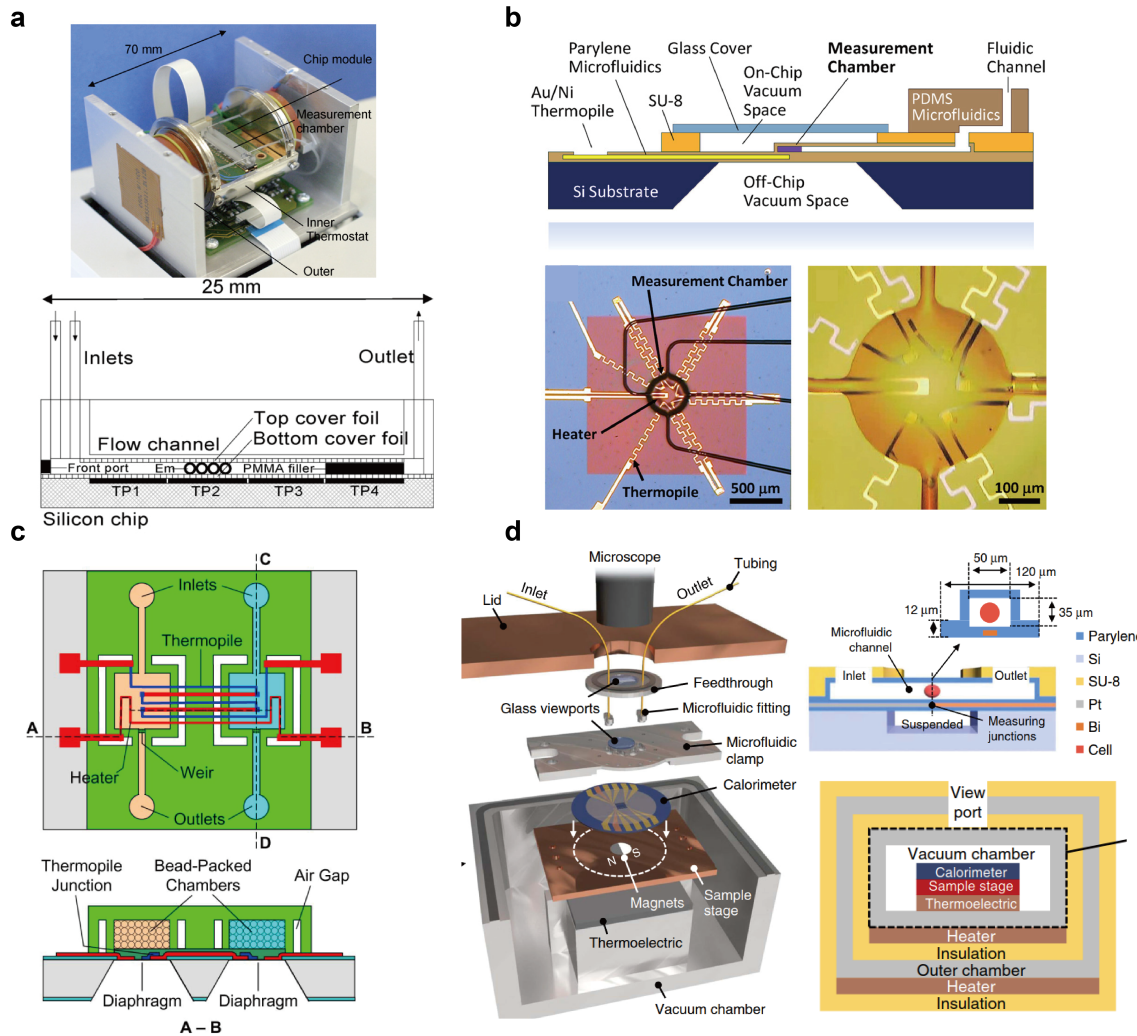 a
70 mm
Chip module
Measurement
chamber
Inner
Thermostat
Outer
25 mm
Inlets
Outlet
Top cover foil
Bottom cover foil
Flow channel
Front port
Em
PMMA filler
TP1
TP2
TP3
TP4
Silicon chip
b
Parylene
Microfluidics
Glass Cover
Measurement
Chamber
Fluidic
Channel
Au/Ni
Thermopile
SU-8
On-Chip
Vacuum
Space
PDMS
Microfluidics
Si Substrate
Off-Chip
Vacuum Space
Measurement Chamber
Heater
Thermopile
500 μm
100 μm
c
C
Inlets
Thermopile
A
B
Heater
Weir
Outlets
D
Thermopile
Junction
Bead-Packed
Chambers
Air Gap
Diaphragm
Diaphragm
A – B
d
Microscope
Tubing
Inlet
Outlet
Lid
Feedthrough
Glass viewports
Microfluidic fitting
Microfluidic
clamp
Calorimeter
N
S
Magnets
Sample
stage
Thermoelectric
Vacuum chamber
50 μm
120 μm
12 μm
35 μm
Microfluidic
channel
Inlet
Outlet
Suspended
Measuring
junctions
Parylene
Si
SU-8
Pt
Bi
Cell
View
port
Vacuum chamber
Calorimeter
Sample stage
Thermoelectric
Heater
Insulation
Outer chamber
Heater
Insulation